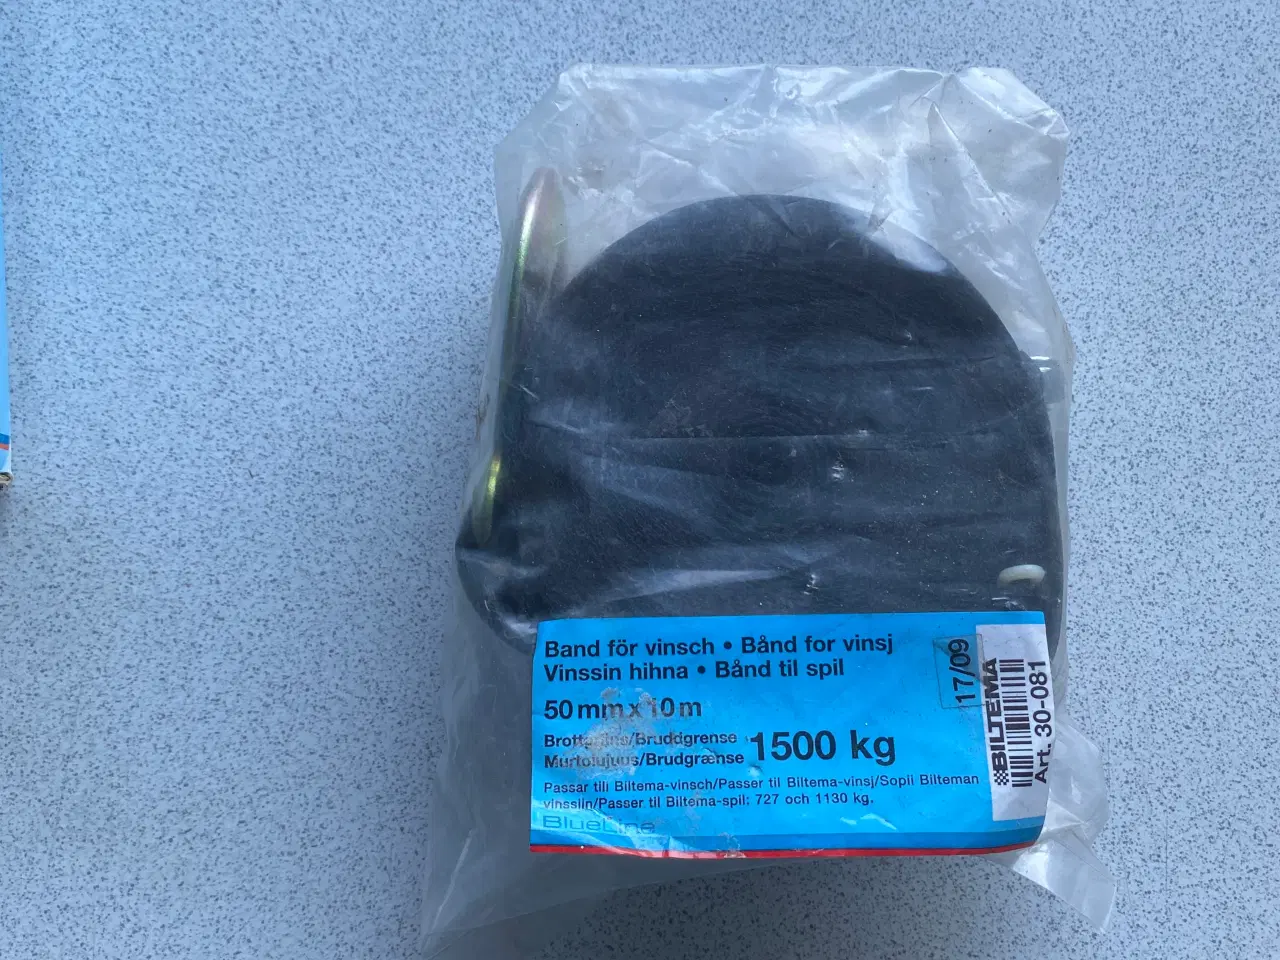 Band för vinsch • Bånd for vinsj
Vinssin hihna • Bånd til spil
50 mm x 10 m
Brottgräns/Bruddgrense
Murtolujuus/Brudgrænse
1500 kg
Passar till Biltema-vinsch/Passer til Biltema-vinsj/Sopii Bilteman
vinssiin/Passer til Biltema-spil: 727 och 1130 kg.
BlueLine
17/09
BILTEMA
Art. 30-081